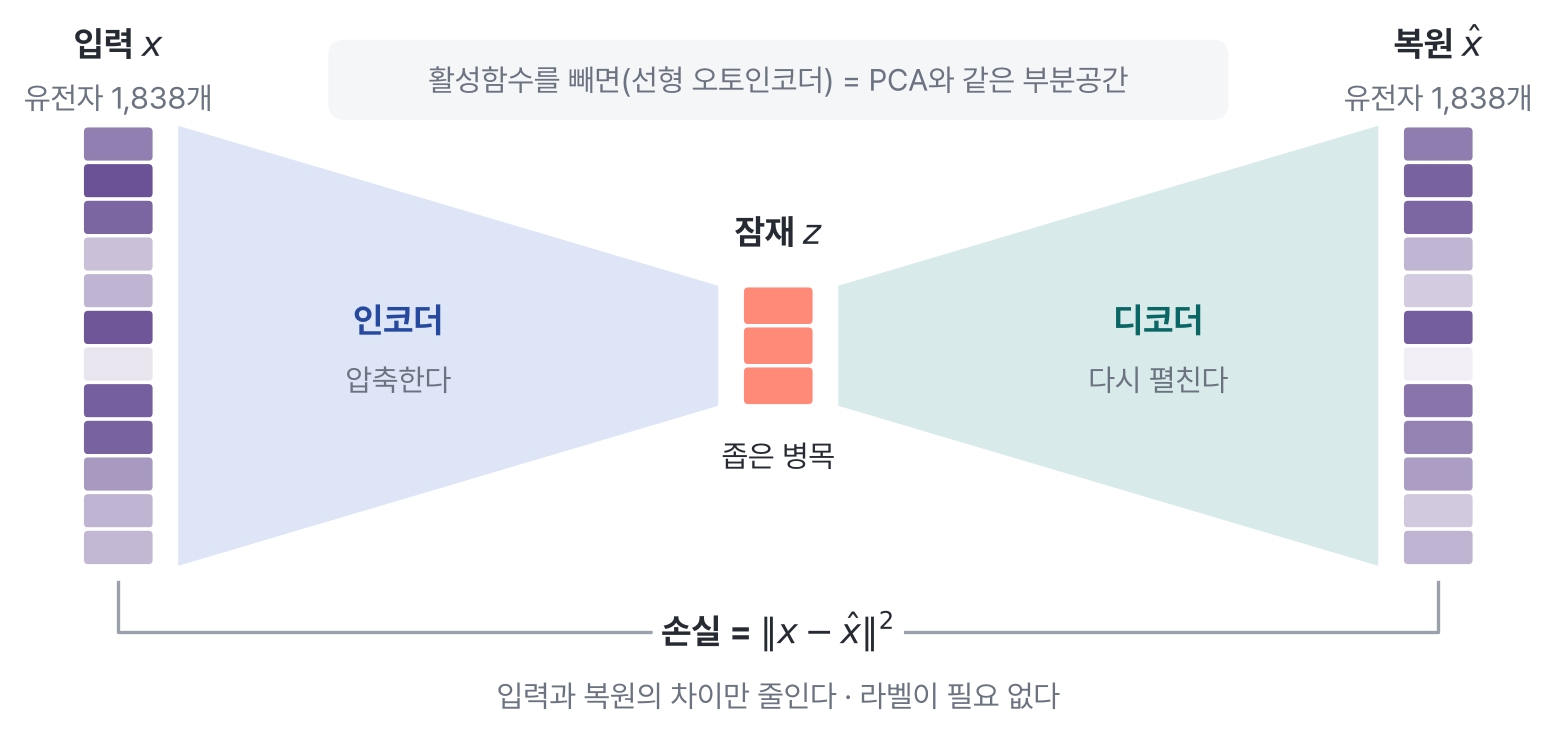 입력 x
유전자 1,838개
활성함수를 빼면(선형 오토인코더) = PCA와 같은 부분공간
복원 x̂
유전자 1,838개
잠재 z
인코더
압축한다
디코더
다시 펼친다
좁은 병목
손실 = ‖x − x̂‖²
입력과 복원의 차이만 줄인다 · 라벨이 필요 없다